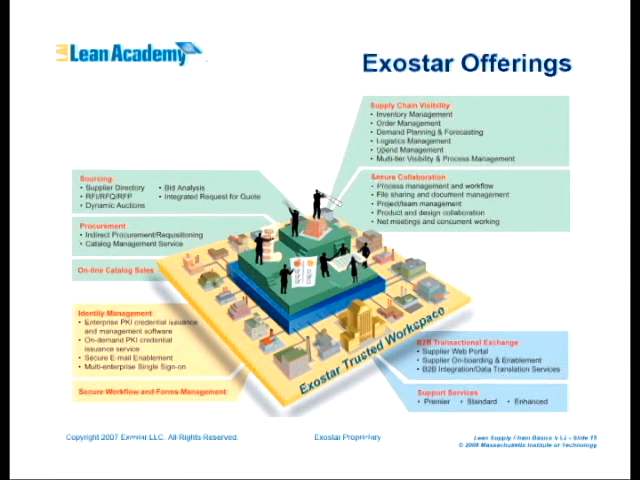 LAI Lean Academy
Exostar Offerings
Supply Chain Visibility
• Inventory Management
• Order Management
• Demand Planning & Forecasting
• Logistics Management
• Spend Management
• Multi-tier Visibility & Process Management
Sourcing
• Supplier Directory
• RFI/RFQ/RFP
• Dynamic Auctions
• Bid Analysis
• Integrated Request for Quote
Secure Collaboration
• Process management and workflow
• File sharing and document management
• Project/team management
• Product and design collaboration
• Net meetings and concurrent working
Procurement
• Indirect Procurement/Requisitioning
• Catalog Management Service
On-line Catalog Sales
Identity Management
• Enterprise PKI credential issuance
and management software
• On-demand PKI credential
issuance service
• Secure E-mail Enablement
• Multi-enterprise Single Sign-on
Secure Workflow and Forms Management
Exostar Trusted Workspace
B2B Transactional Exchange
• Supplier Web Portal
• Supplier On-boarding & Enablement
• B2B Integration/Data Translation Services
Support Services
• Premier • Standard • Enhanced
Copyright 2007 Exostar LLC. All Rights Reserved.
Exostar Proprietary
Lean Supply Chain Basics - Slide 15
© 2008 Massachusetts Institute of Technology